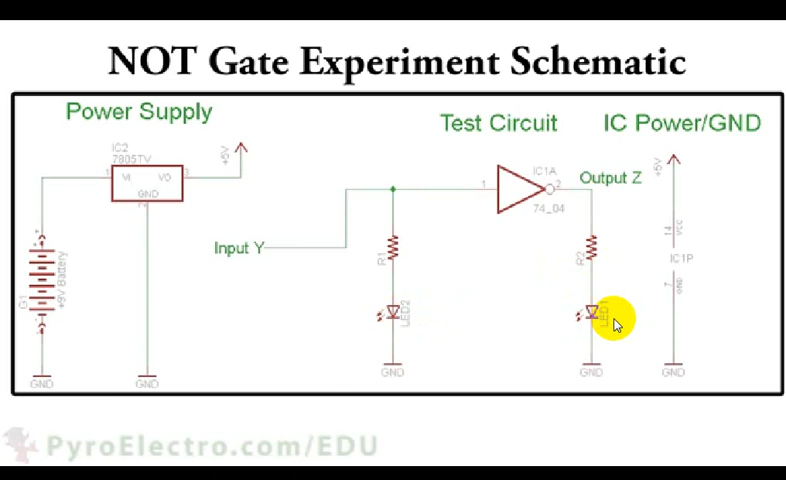 NOT Gate Experiment Schematic
Power Supply
Test Circuit
IC Power/GND
IC2
7805TV
1
VI
VO
3
GND
2
+5V
G1
+9V Battery
GND
GND
Input Y
R1
LED2
GND
1
IC1A
2
74_04
Output Z
R2
LED1
GND
+5V
14
VCC
IC1P
7
GND
GND
PyroElectro.com/EDU